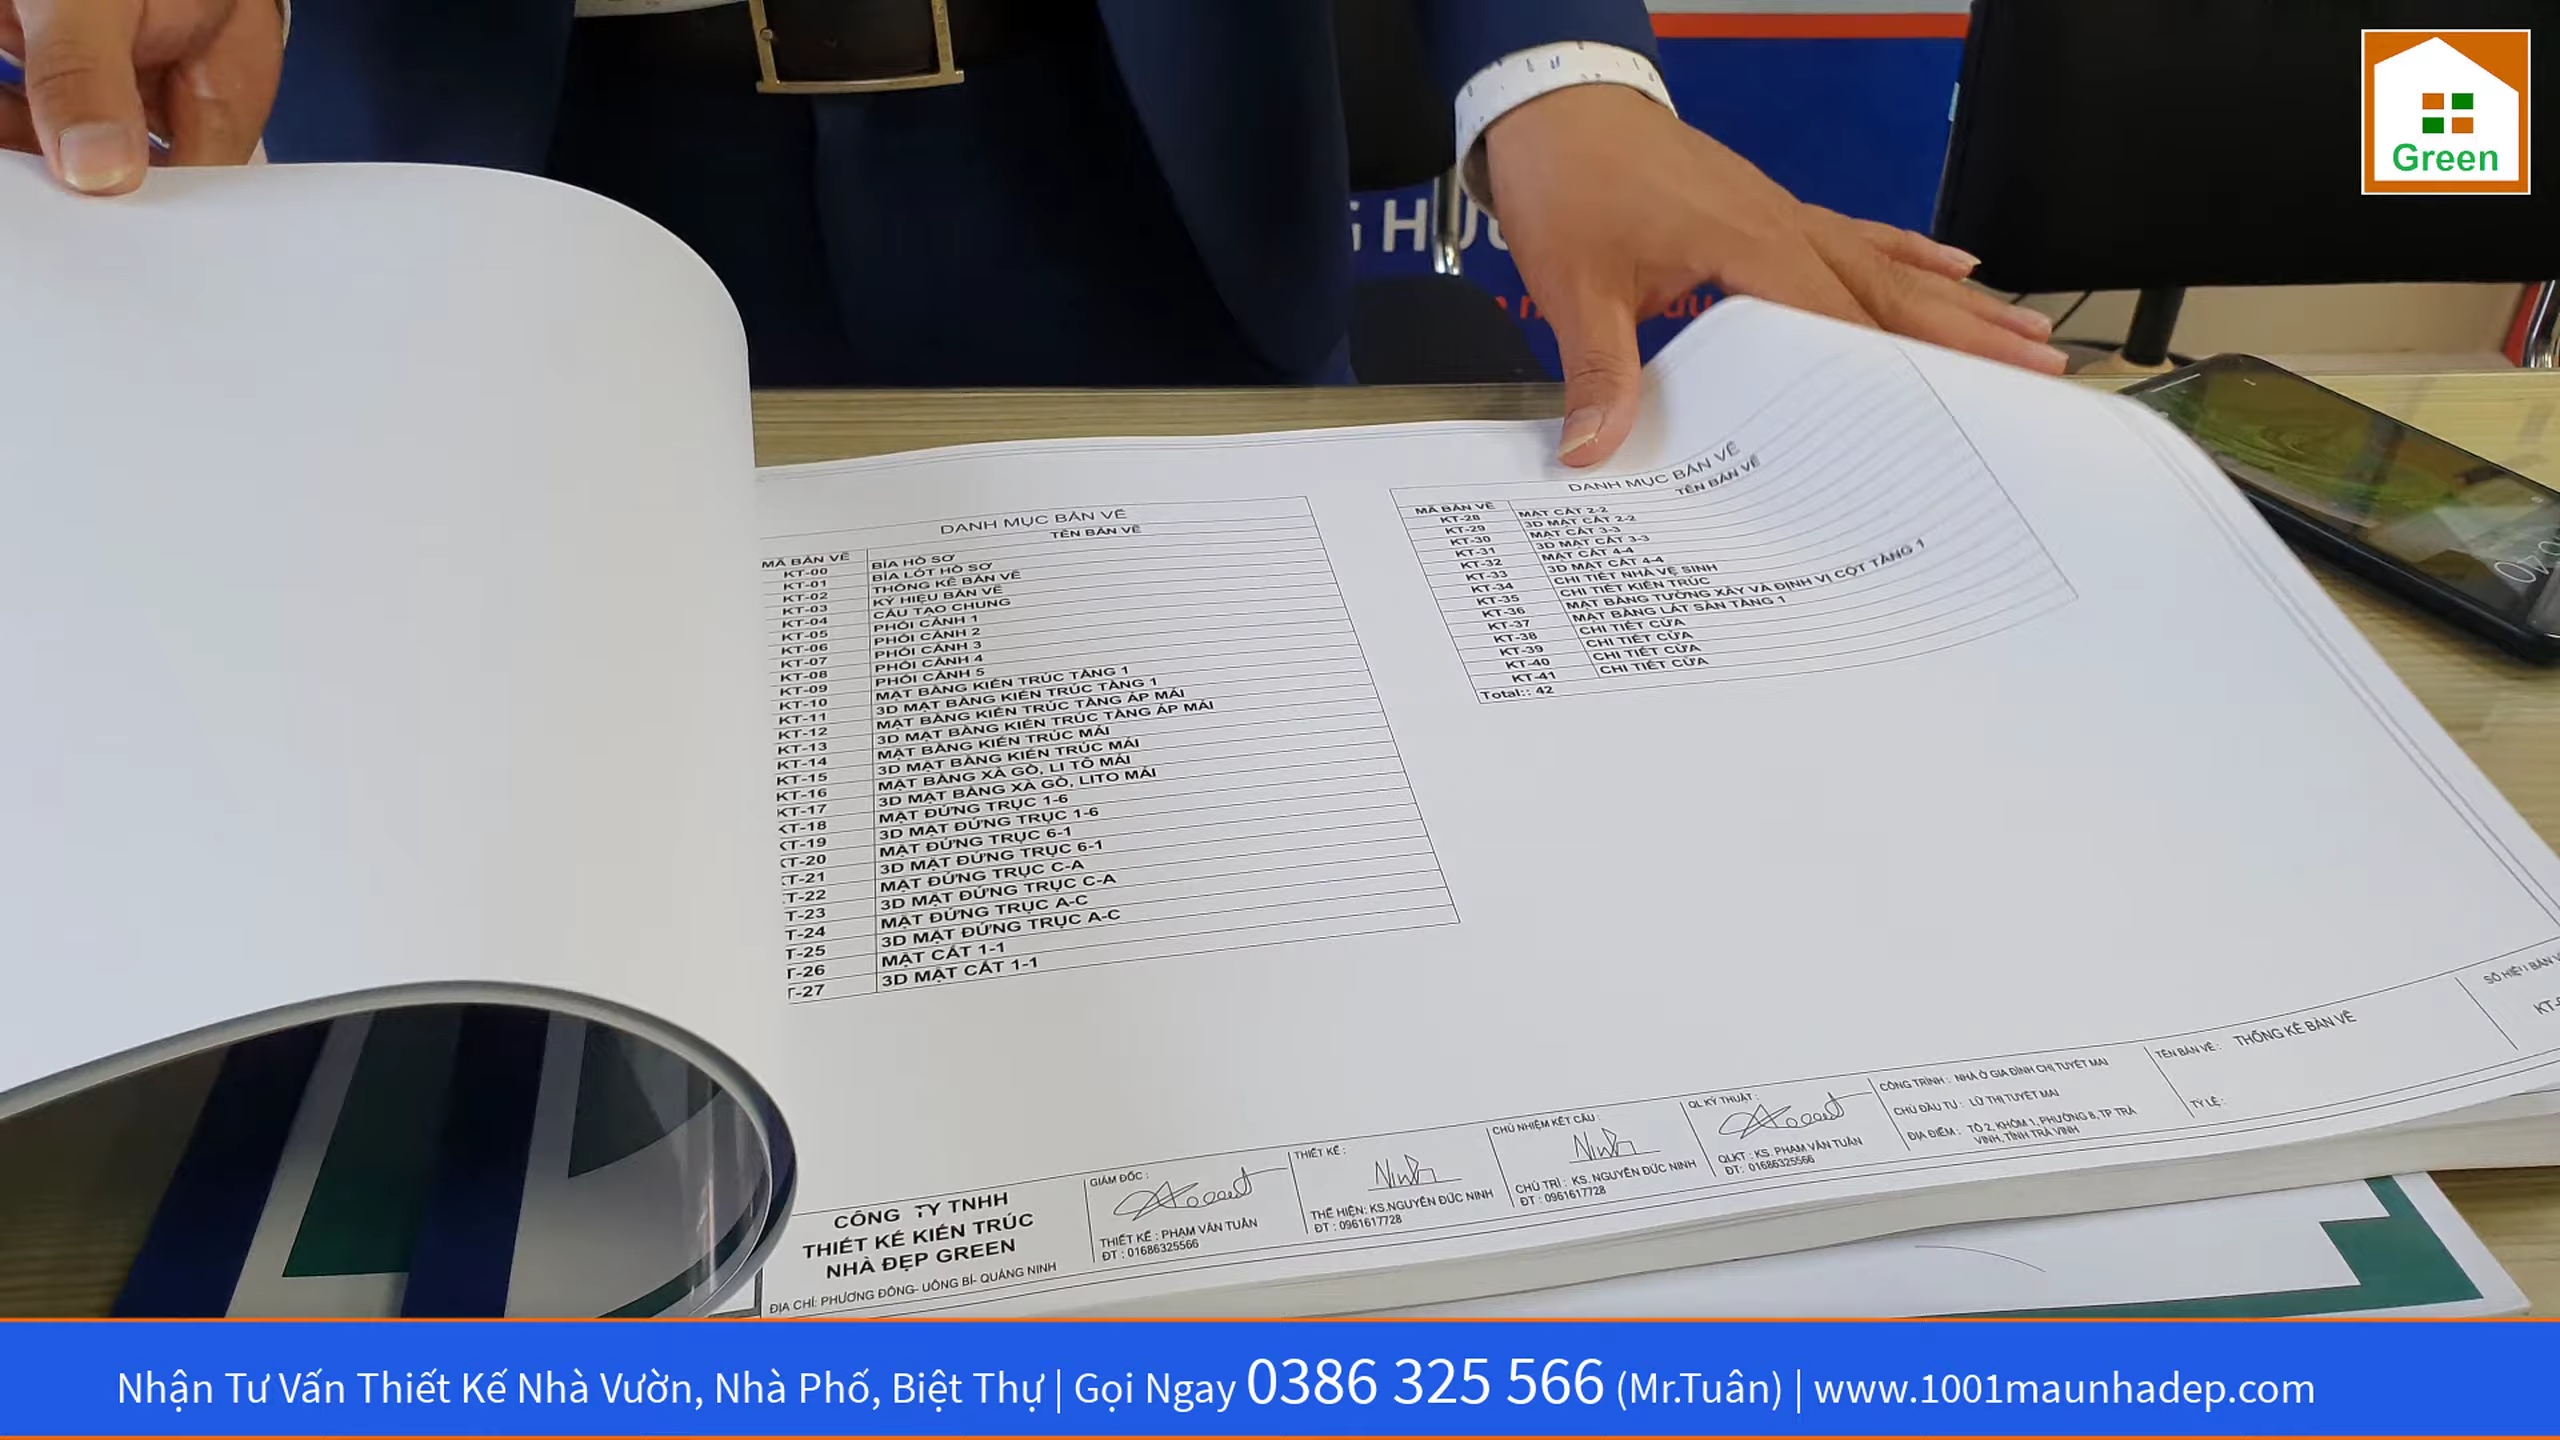 Green
DANH MỤC BẢN VẼ
MÃ BẢN VẼ TÊN BẢN VẼ
KT-00 BÌA HỒ SƠ
KT-01 BÌA LÓT HỒ SƠ
KT-02 THỐNG KÊ BẢN VẼ
KT-03 KÝ HIỆU BẢN VẼ
KT-04 CẤU TẠO CHUNG
KT-05 PHỐI CẢNH 1
KT-06 PHỐI CẢNH 2
KT-07 PHỐI CẢNH 3
KT-08 PHỐI CẢNH 4
KT-09 PHỐI CẢNH 5
KT-10 MẶT BẰNG KIẾN TRÚC TẦNG 1
KT-11 3D MẶT BẰNG KIẾN TRÚC TẦNG 1
KT-12 MẶT BẰNG KIẾN TRÚC TẦNG ÁP MÁI
KT-13 3D MẶT BẰNG KIẾN TRÚC TẦNG ÁP MÁI
KT-14 MẶT BẰNG KIẾN TRÚC MÁI
KT-15 3D MẶT BẰNG KIẾN TRÚC MÁI
KT-16 MẶT BẰNG XÀ GỒ, LI TÔ MÁI
KT-17 3D MẶT BẰNG XÀ GỒ, LITO MÁI
KT-18 MẶT ĐỨNG TRỤC 1-6
KT-19 3D MẶT ĐỨNG TRỤC 1-6
KT-20 MẶT ĐỨNG TRỤC 6-1
KT-21 3D MẶT ĐỨNG TRỤC 6-1
T-22 MẶT ĐỨNG TRỤC C-A
T-23 3D MẶT ĐỨNG TRỤC C-A
T-24 MẶT ĐỨNG TRỤC A-C
T-25 3D MẶT ĐỨNG TRỤC A-C
T-26 MẶT CẮT 1-1
T-27 3D MẶT CẮT 1-1
DANH MỤC BẢN VẼ
MÃ BẢN VẼ TÊN BẢN VẼ
KT-28 MẶT CẮT 2-2
KT-29 3D MẶT CẮT 2-2
KT-30 MẶT CẮT 3-3
KT-31 3D MẶT CẮT 3-3
KT-32 MẶT CẮT 4-4
KT-33 3D MẶT CẮT 4-4
KT-34 CHI TIẾT NHÀ VỆ SINH
KT-35 CHI TIẾT KIẾN TRÚC
KT-36 MẶT BẰNG TƯỜNG XÂY VÀ ĐỊNH VỊ CỘT TẦNG 1
KT-37 MẶT BẰNG LÁT SÀN TẦNG 1
KT-38 CHI TIẾT CỬA
KT-39 CHI TIẾT CỬA
KT-40 CHI TIẾT CỬA
KT-41 CHI TIẾT CỬA
Total:: 42
CÔNG TY TNHH
THIẾT KẾ KIẾN TRÚC
NHÀ ĐẸP GREEN
ĐỊA CHỈ: PHƯƠNG ĐÔNG- UÔNG BÍ- QUẢNG NINH
GIÁM ĐỐC :
THIẾT KẾ : PHẠM VĂN TUÂN
ĐT : 01686325566
THIẾT KẾ :
THỂ HIỆN: KS.NGUYỄN ĐỨC NINH
ĐT : 0961617728
CHỦ NHIỆM KẾT CẤU :
CHỦ TRÌ : KS. NGUYỄN ĐỨC NINH
ĐT : 0961617728
QL KỸ THUẬT :
QLKT : KS. PHẠM VĂN TUÂN
ĐT: 01686325566
CÔNG TRÌNH : NHÀ Ở GIA ĐÌNH CHỊ TUYẾT MAI
CHỦ ĐẦU TƯ : LỮ THỊ TUYẾT MAI
ĐỊA ĐIỂM : TỔ 2, KHÓM 1, PHƯỜNG 8, TP TRÀ
VINH, TỈNH TRÀ VINH
TÊN BẢN VẼ : THỐNG KÊ BẢN VẼ
TỶ LỆ :
SỐ HIỆU BẢN
Nhận Tư Vấn Thiết Kế Nhà Vườn, Nhà Phố, Biệt Thự | Gọi Ngay 0386 325 566 (Mr.Tuân) | www.1001maunhadep.com